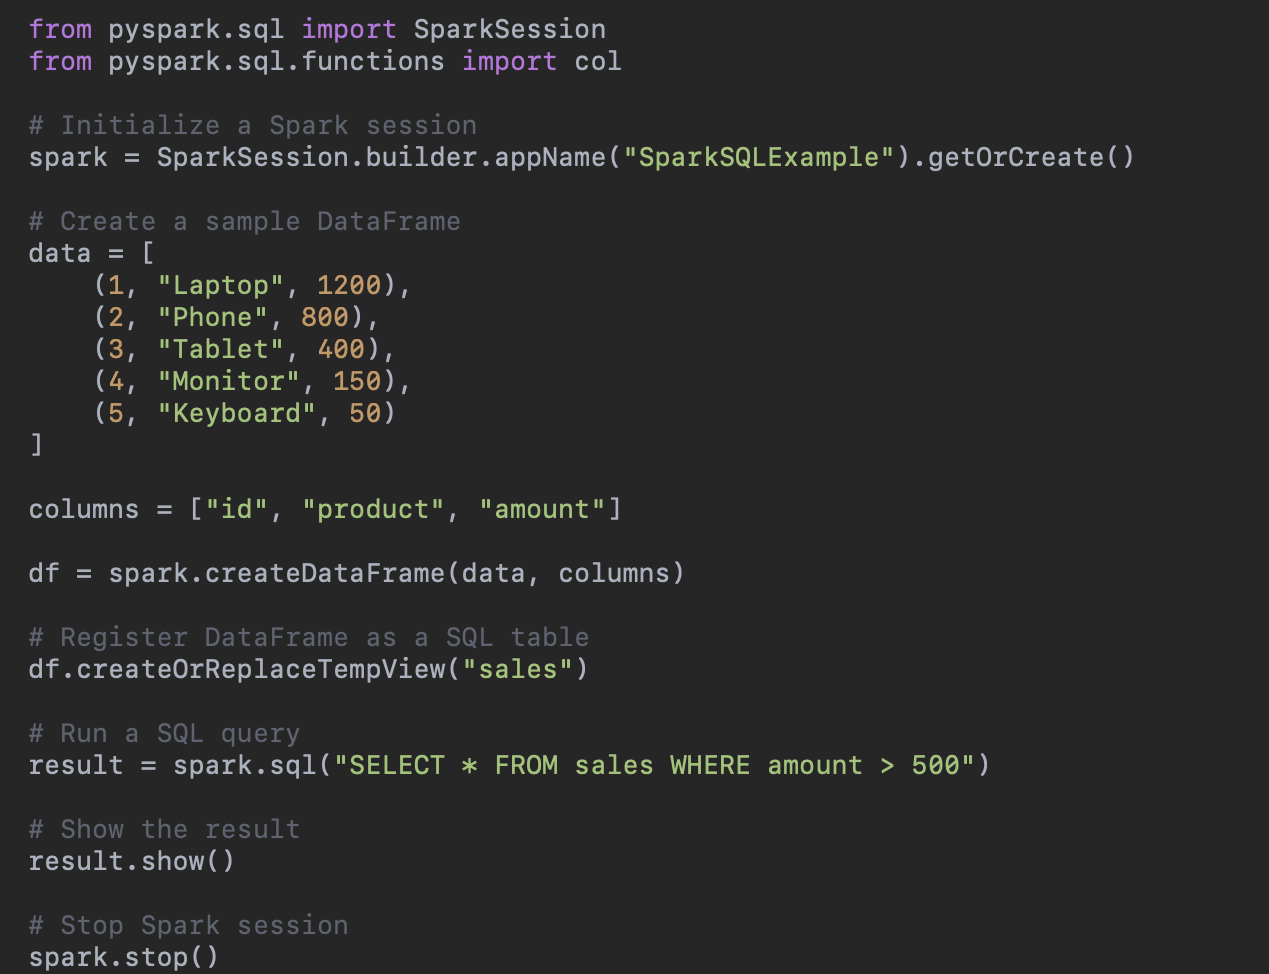 from pyspark.sql import SparkSession
from pyspark.sql.functions import col
# Initialize a Spark session
spark = SparkSession.builder.appName("SparkSQLExample").getOrCreate()
# Create a sample DataFrame
data = [
    (1, "Laptop", 1200),
    (2, "Phone", 800),
    (3, "Tablet", 400),
    (4, "Monitor", 150),
    (5, "Keyboard", 50)
]
columns = ["id", "product", "amount"]
df = spark.createDataFrame(data, columns)
# Register DataFrame as a SQL table
df.createOrReplaceTempView("sales")
# Run a SQL query
result = spark.sql("SELECT * FROM sales WHERE amount > 500")
# Show the result
result.show()
# Stop Spark session
spark.stop()